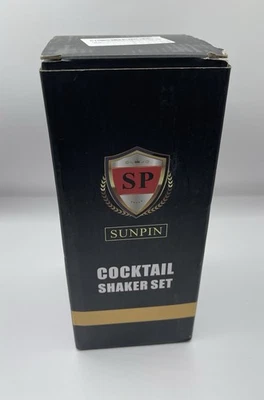 SP
SUNPIN
COCKTAIL
SHAKER SET